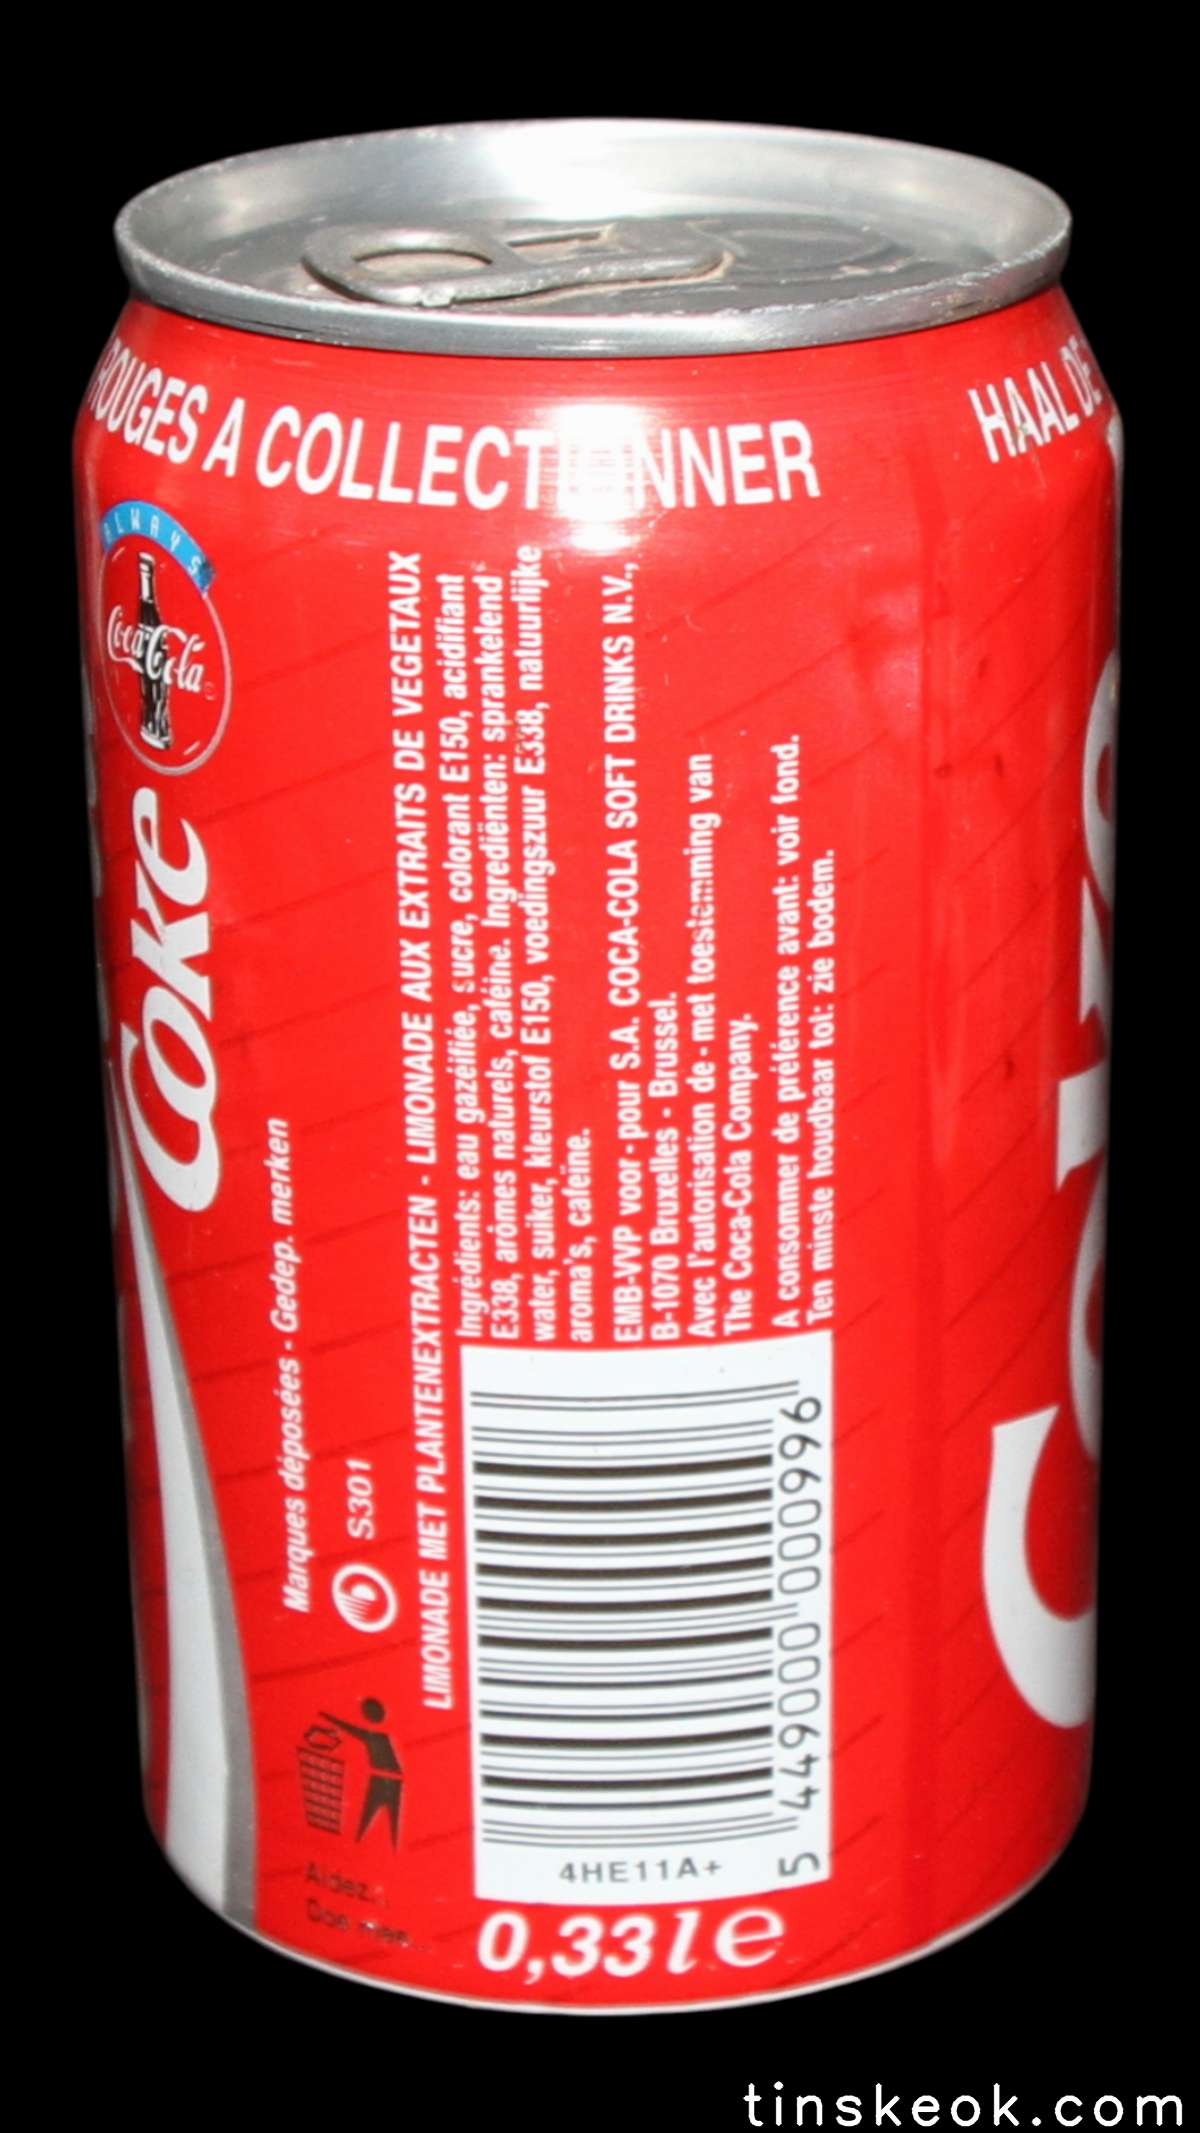 ROUGES A COLLECTIONNER
HAAL DE
ALWAYS
Coca-Cola
Coke
Marques déposées - Gedep. merken
S301
LIMONADE MET PLANTENEXTRACTEN - LIMONADE AUX EXTRAITS DE VEGETAUX
Ingrédients: eau gazéifiée, sucre, colorant E150, acidifiant
E338, arômes naturels, caféine. Ingrediënten: sprankelend
water, suiker, kleurstof E150, voedingszuur E338, natuurlijke
aroma's, cafeïne.
EMB-VVP voor - pour S.A. COCA-COLA SOFT DRINKS N.V.,
B-1070 Bruxelles - Brussel.
Avec l'autorisation de - met toestemming van
The Coca-Cola Company.
A consommer de préférence avant: voir fond.
Ten minste houdbaar tot: zie bodem.
5 449000 000996
4HE11A+
Aidez..
Doe mee...
0,33 l e
tinskeok.com